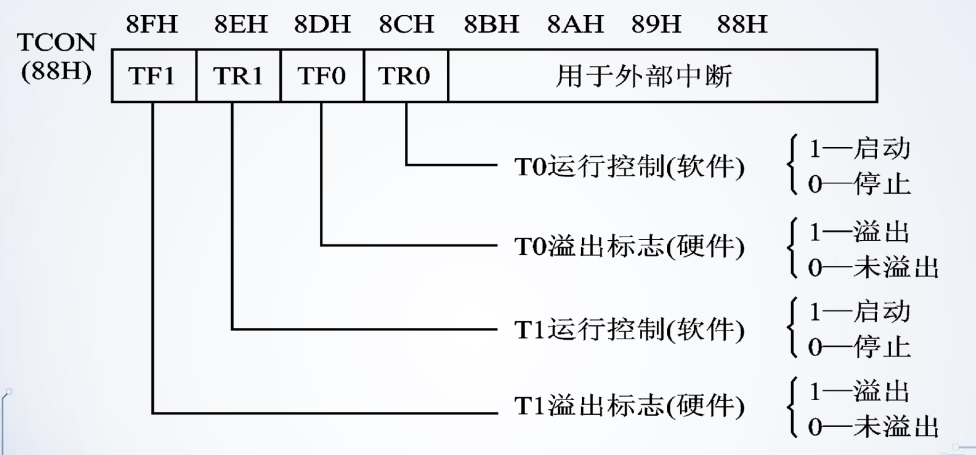 8FH 8EH 8DH 8CH 8BH 8AH 89H 88H
TCON
(88H)
TF1 TR1 TF0 TR0 用于外部中断
T0运行控制(软件)
1—启动
0—停止
T0溢出标志(硬件)
1—溢出
0—未溢出
T1运行控制(软件)
1—启动
0—停止
T1溢出标志(硬件)
1—溢出
0—未溢出